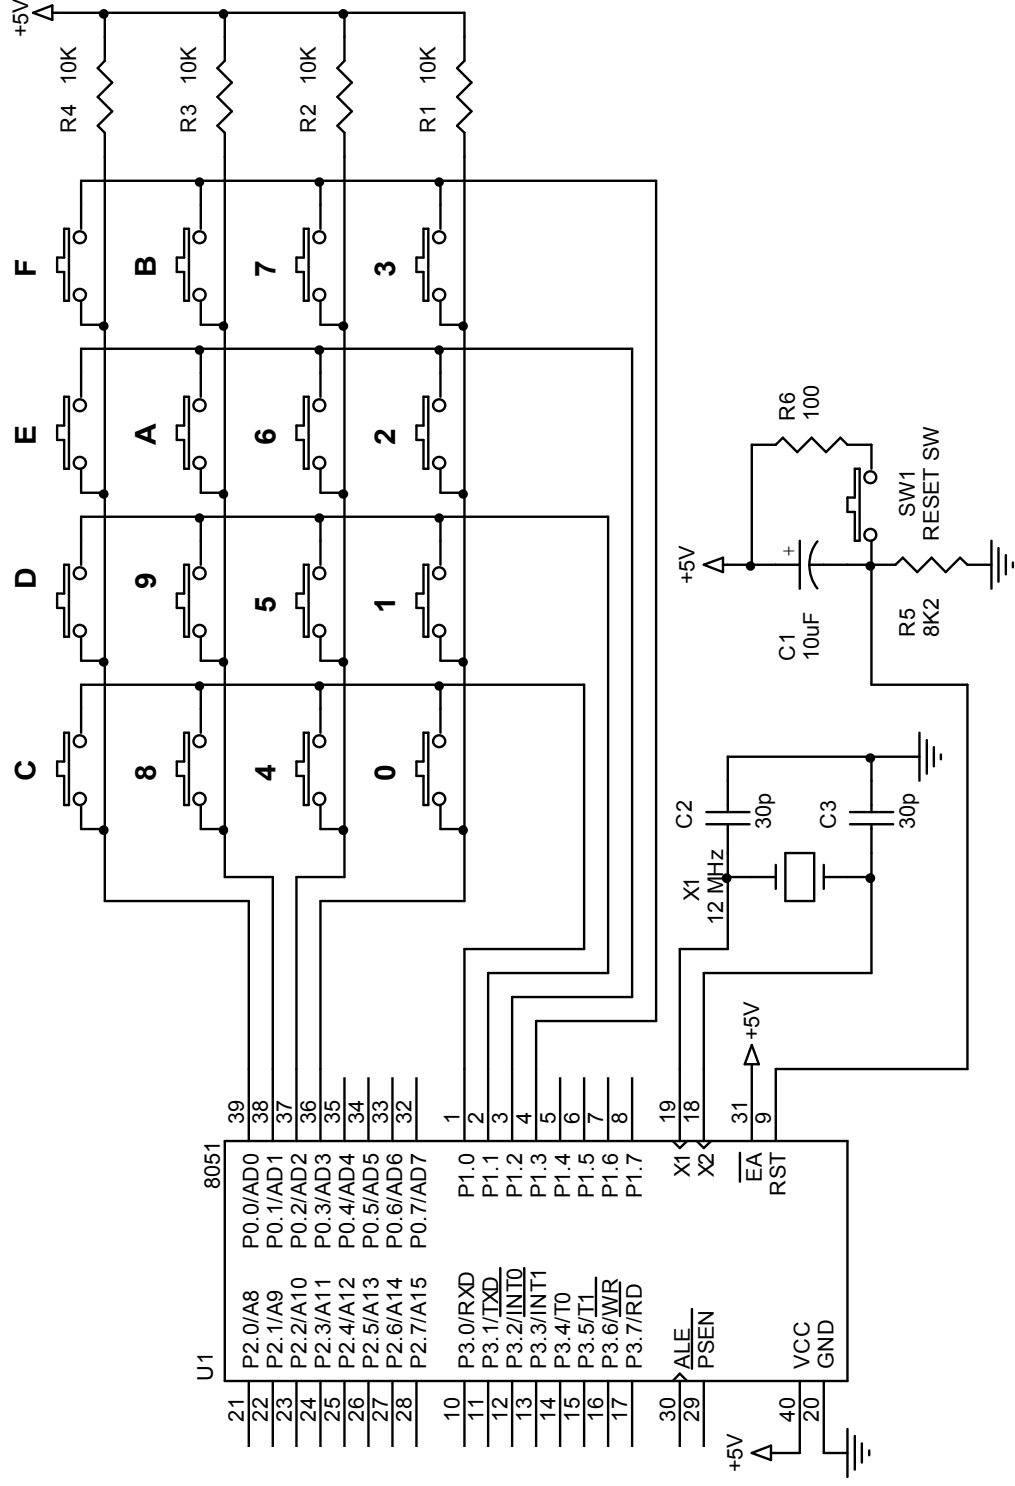 +5V
R4 10K
R3 10K
R2 10K
R1 10K
F
B
7
3
E
A
6
2
D
9
5
1
C
8
4
0
U1
8051
21 P2.0/A8 P0.0/AD0 39
22 P2.1/A9 P0.1/AD1 38
23 P2.2/A10 P0.2/AD2 37
24 P2.3/A11 P0.3/AD3 36
25 P2.4/A12 P0.4/AD4 35
26 P2.5/A13 P0.5/AD5 34
27 P2.6/A14 P0.6/AD6 33
28 P2.7/A15 P0.7/AD7 32
10 P3.0/RXD P1.0 1
11 P3.1/TXD P1.1 2
12 P3.2/INT0 P1.2 3
13 P3.3/INT1 P1.3 4
14 P3.4/T0 P1.4 5
15 P3.5/T1 P1.5 6
16 P3.6/WR P1.6 7
17 P3.7/RD P1.7 8
30 ALE X1 19
29 PSEN X2 18
EA 31
+5V
RST 9
40 VCC
20 GND
+5V
X1
12 MHz
C2
30p
C3
30p
+5V
C1
10uF
+
R5
8K2
SW1
RESET SW
R6
100